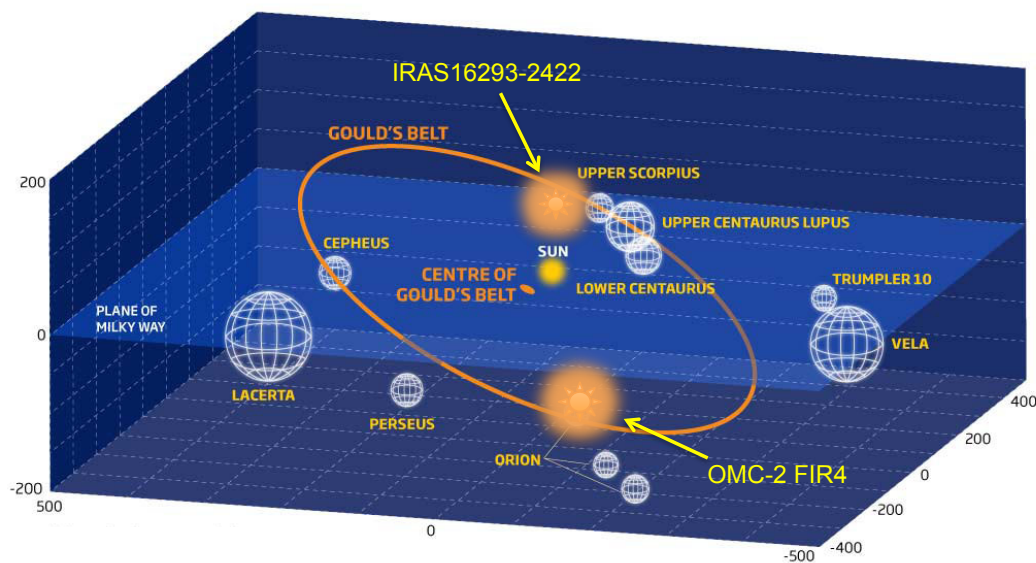 IRAS16293-2422
GOULD'S BELT
UPPER SCORPIUS
200
UPPER CENTAURUS LUPUS
CEPHEUS
SUN
CENTRE OF
GOULD'S BELT
LOWER CENTAURUS
TRUMPLER 10
PLANE OF
MILKY WAY
0
VELA
LACERTA
400
PERSEUS
200
ORION
OMC-2 FIR4
0
-200
-200
500
0
-400
-500